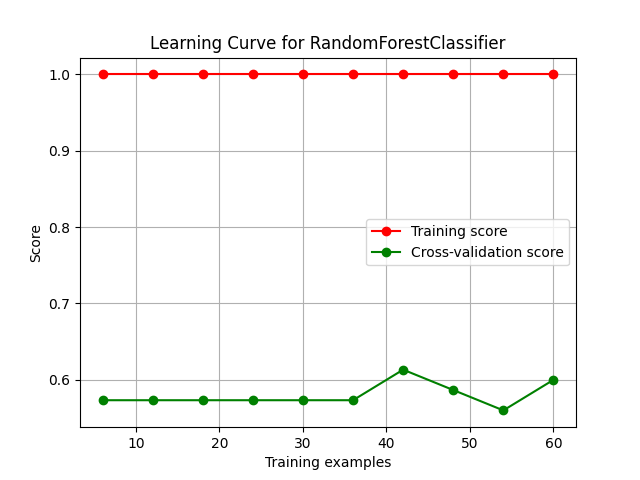 Learning Curve for RandomForestClassifier
1.0
0.9
0.8
0.7
0.6
Score
Training score
Cross-validation score
10 20 30 40 50 60
Training examples